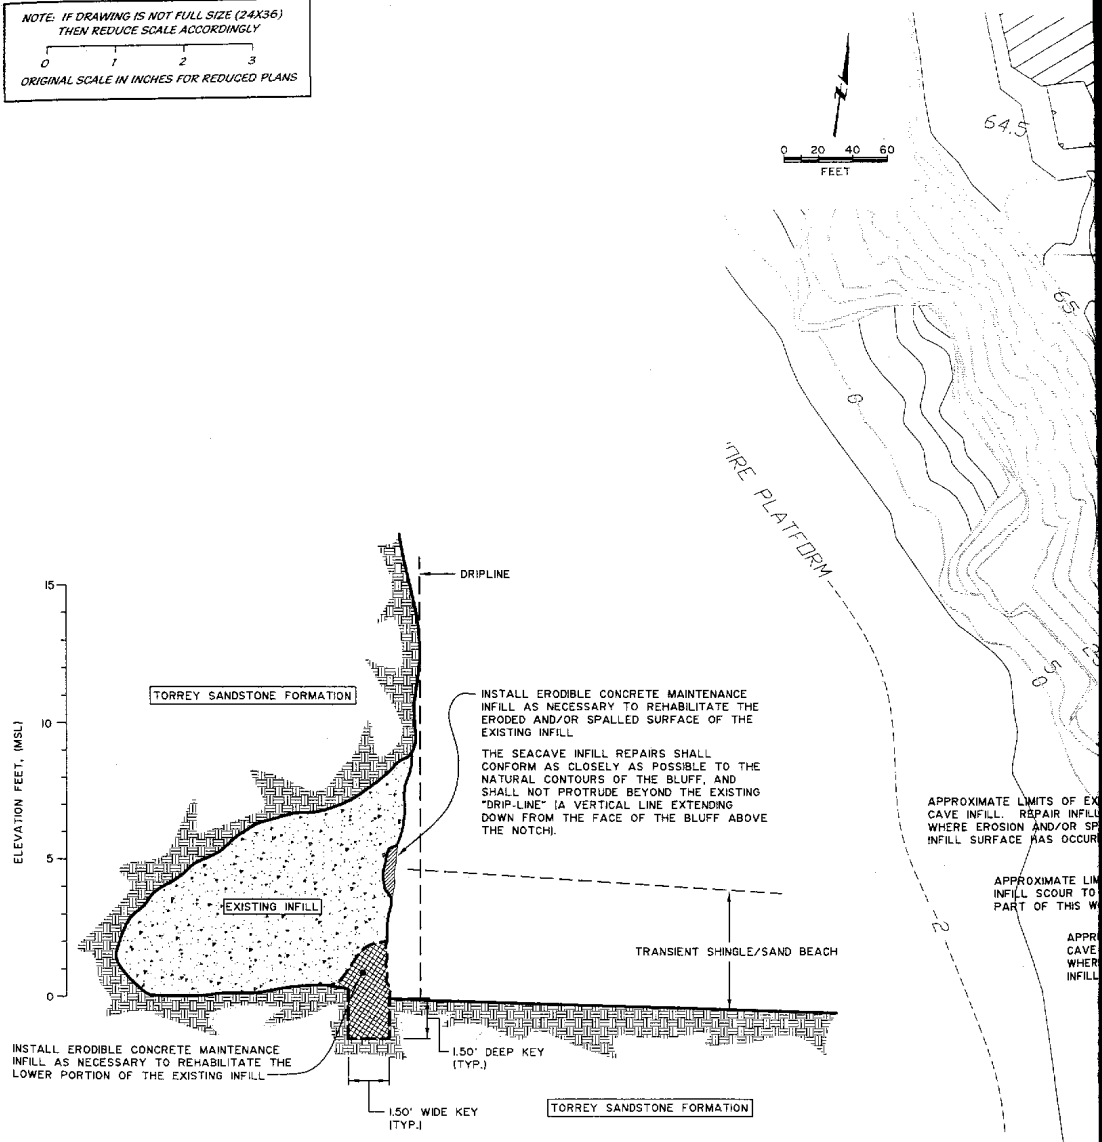 NOTE: IF DRAWING IS NOT FULL SIZE (24X36)
THEN REDUCE SCALE ACCORDINGLY
0 1 2 3
ORIGINAL SCALE IN INCHES FOR REDUCED PLANS
N
0 20 40 60
FEET
64.5
65
6
TORE PLATFORM
5
0
25
2
15
10
5
0
ELEVATION FEET, (MSL)
DRIPLINE
TORREY SANDSTONE FORMATION
INSTALL ERODIBLE CONCRETE MAINTENANCE
INFILL AS NECESSARY TO REHABILITATE THE
ERODED AND/OR SPALLED SURFACE OF THE
EXISTING INFILL
THE SEACAVE INFILL REPAIRS SHALL
CONFORM AS CLOSELY AS POSSIBLE TO THE
NATURAL CONTOURS OF THE BLUFF, AND
SHALL NOT PROTRUDE BEYOND THE EXISTING
"DRIP-LINE" (A VERTICAL LINE EXTENDING
DOWN FROM THE FACE OF THE BLUFF ABOVE
THE NOTCH).
EXISTING INFILL
TRANSIENT SHINGLE/SAND BEACH
INSTALL ERODIBLE CONCRETE MAINTENANCE
INFILL AS NECESSARY TO REHABILITATE THE
LOWER PORTION OF THE EXISTING INFILL
1.50' DEEP KEY
(TYP.)
1.50' WIDE KEY
(TYP.)
TORREY SANDSTONE FORMATION
APPROXIMATE LIMITS OF EX
CAVE INFILL. REPAIR INFILL
WHERE EROSION AND/OR SP
INFILL SURFACE HAS OCCUR
APPROXIMATE LIM
INFILL SCOUR TO
PART OF THIS W
APPR
CAVE
WHER
INFILL